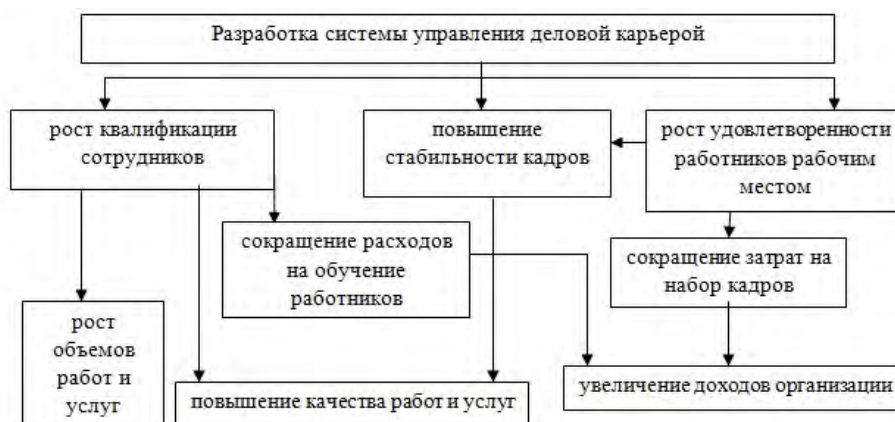 Разработка системы управления деловой карьерой
рост квалификации
сотрудников
повышение
стабильности кадров
рост удовлетворенности
работников рабочим
местом
сокращение расходов
на обучение
работников
сокращение затрат на
набор кадров
рост
объемов
работ и
услуг
повышение качества работ и услуг
увеличение доходов организации